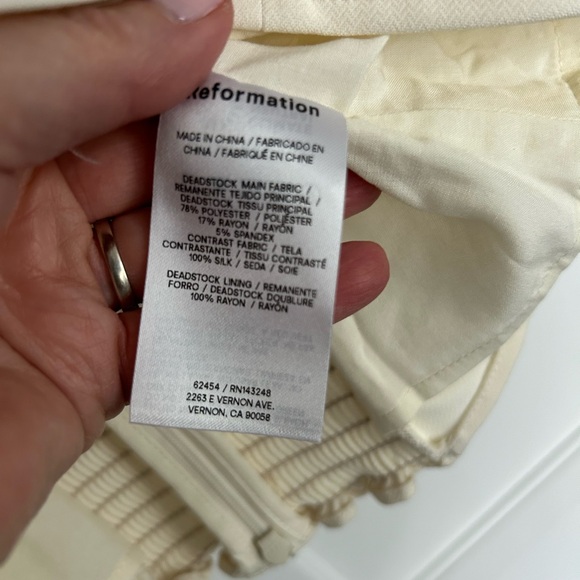 Reformation
MADE IN CHINA / FABRICADO EN
CHINA / FABRIQUÉ EN CHINE
DEADSTOCK MAIN FABRIC /
REMANENTE TEJIDO PRINCIPAL /
DEADSTOCK TISSU PRINCIPAL
78% POLYESTER / POLIÉSTER
17% RAYON / RAYÓN
5% SPANDEX
CONTRAST FABRIC / TELA
CONTRASTANTE / TISSU CONTRASTÉ
100% SILK / SEDA / SOIE
DEADSTOCK LINING / REMANENTE
FORRO / DEADSTOCK DOUBLURE
100% RAYON / RAYÓN
62454 / RN143248
2263 E VERNON AVE.
VERNON, CA 90058